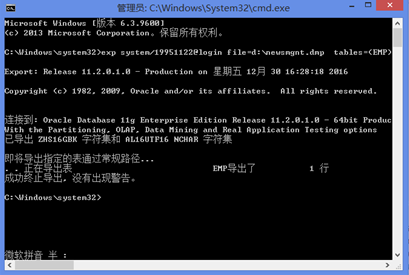 管理员: C:\Windows\System32\cmd.exe
Microsoft Windows [版本 6.3.9600]
(c) 2013 Microsoft Corporation。保留所有权利。
C:\Windows\system32>exp system/19951122@login file=d:\newsmgnt.dmp tables=(EMP)
Export: Release 11.2.0.1.0 - Production on 星期五 12月 30 16:28:18 2016
Copyright (c) 1982, 2009, Oracle and/or its affiliates. All rights reserved.
连接到: Oracle Database 11g Enterprise Edition Release 11.2.0.1.0 - 64bit Produc
With the Partitioning, OLAP, Data Mining and Real Application Testing options
已导出 ZHS16GBK 字符集和 AL16UTF16 NCHAR 字符集
即将导出指定的表通过常规路径...
. . 正在导出表 EMP导出了 1 行
成功终止导出, 没有出现警告。
C:\Windows\system32>
微软拼音 半 :